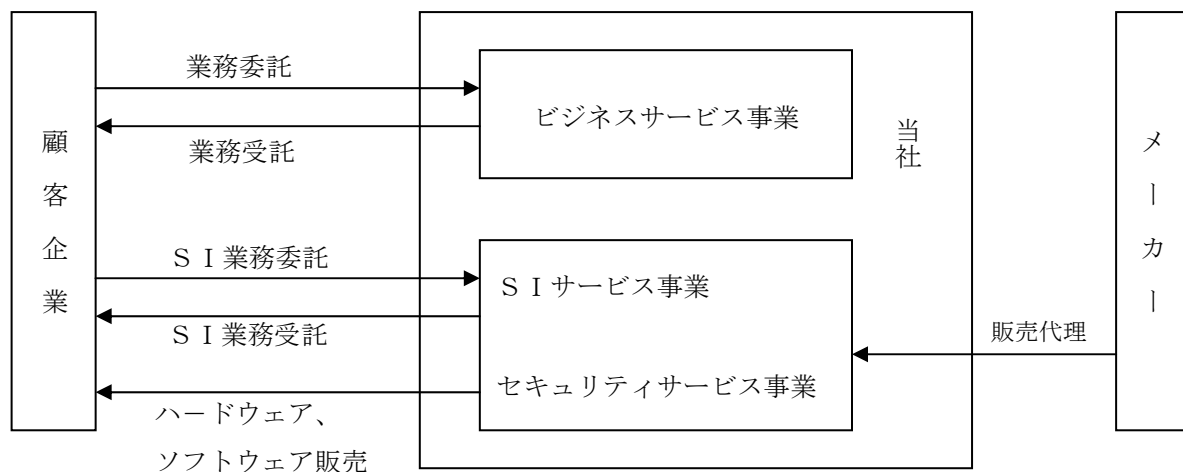 顧客企業
業務委託
業務受託
ビジネスサービス事業
当社
ＳＩ業務委託
ＳＩ業務受託
ＳＩサービス事業
セキュリティサービス事業
ハードウェア、
ソフトウェア販売
販売代理
メーカー